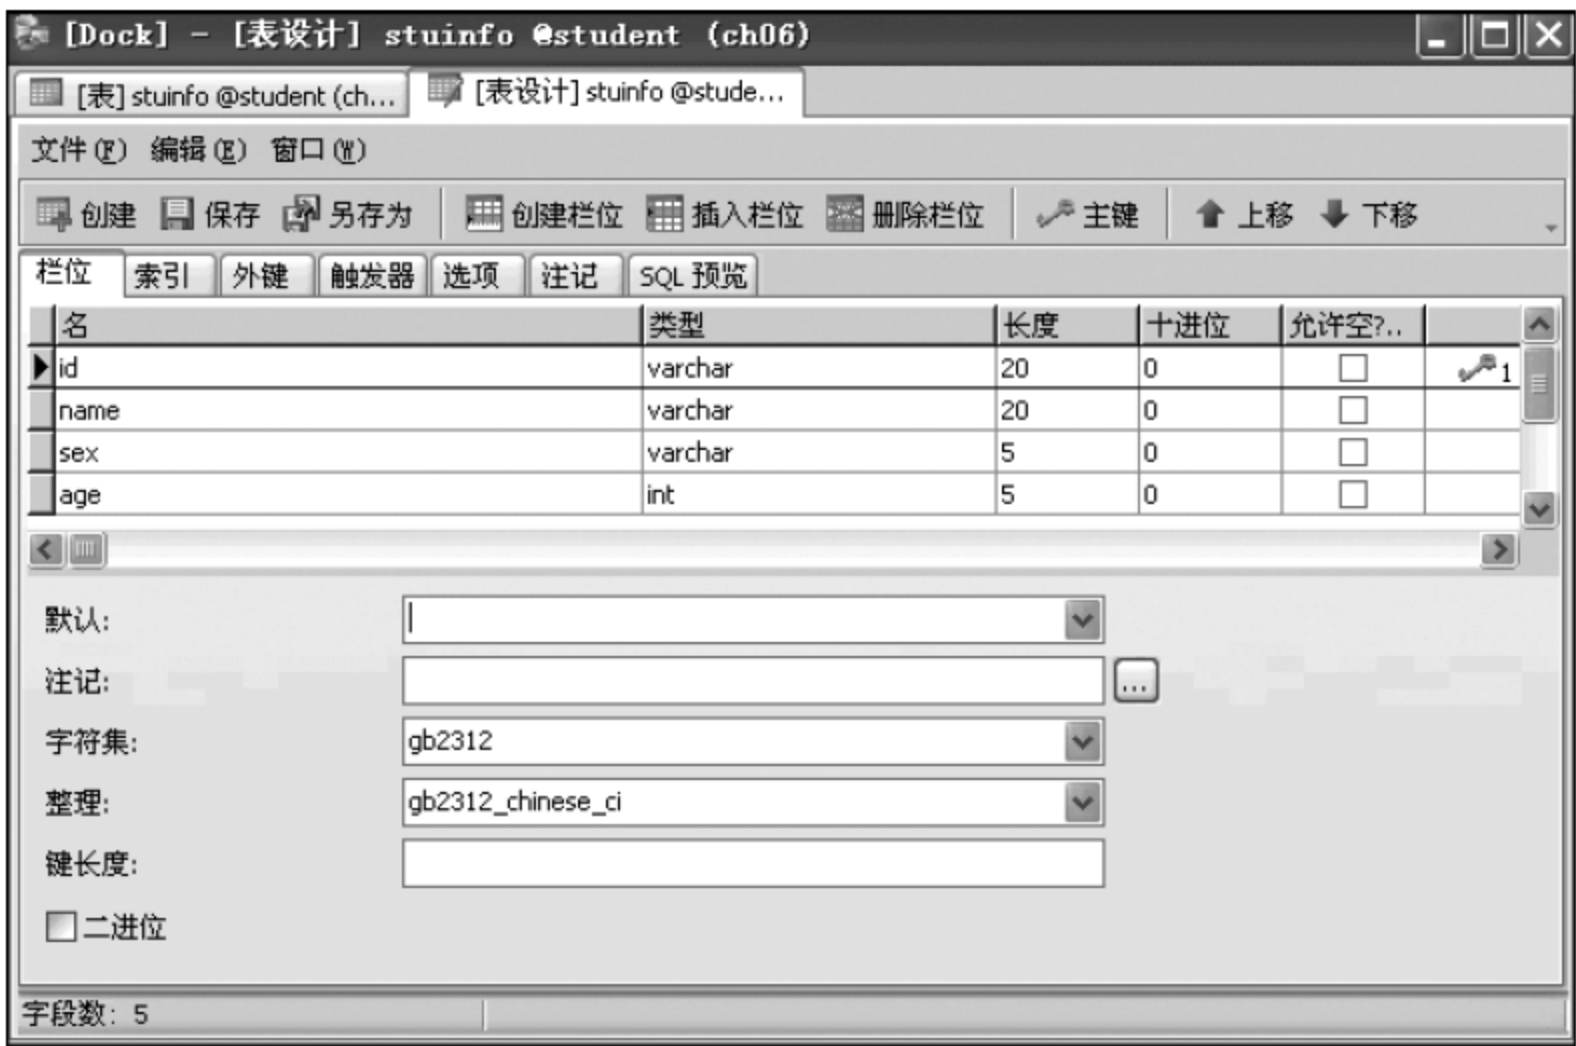 [Dock] - [表设计] stuinfo @student (ch06)
[表] stuinfo @student (ch... [表设计] stuinfo @stude...
文件(F) 编辑(E) 窗口(W)
创建 保存 另存为 创建栏位 插入栏位 删除栏位 主键 上移 下移
栏位 索引 外键 触发器 选项 注记 SQL 预览
名 类型 长度 十进位 允许空?..
id varchar 20 0 1
name varchar 20 0
sex varchar 5 0
age int 5 0
默认:
注记: ...
字符集: gb2312
整理: gb2312_chinese_ci
键长度:
二进位
字段数: 5